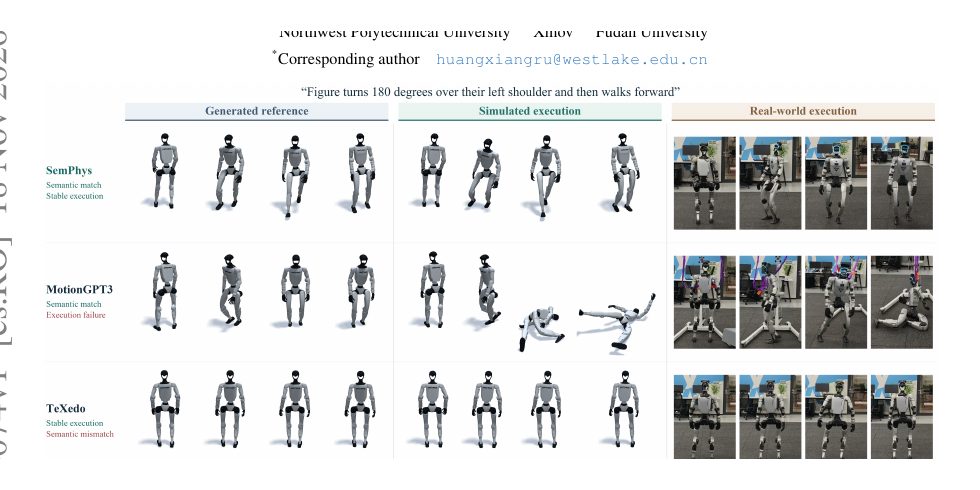 Northwest Polytechnical University Xmov Fudan University
*Corresponding author huangxiangru@westlake.edu.cn
“Figure turns 180 degrees over their left shoulder and then walks forward”
Generated reference
Simulated execution
Real-world execution
SemPhys
Semantic match
Stable execution
MotionGPT3
Semantic match
Execution failure
TeXedo
Stable execution
Semantic mismatch
[cs.RO]